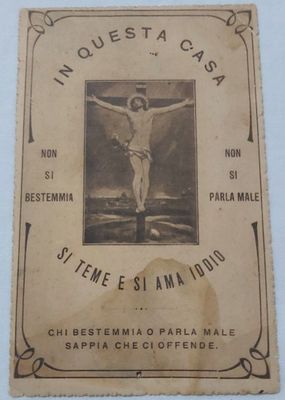 IN QUESTA CASA
NON
SI
BESTEMMIA
NON
SI
PARLA MALE
SI TEME E SI AMA IDDIO
CHI BESTEMMIA O PARLA MALE
SAPPIA CHE CI OFFENDE.